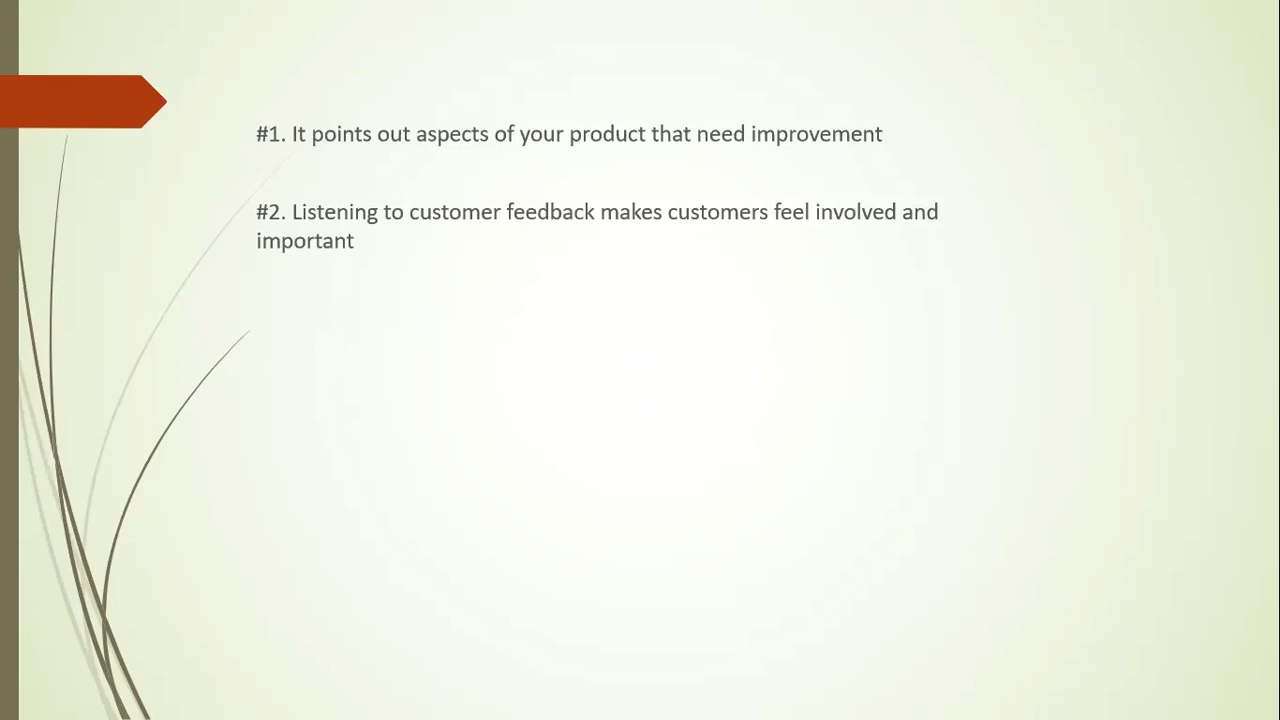 #1. It points out aspects of your product that need improvement
#2. Listening to customer feedback makes customers feel involved and
important